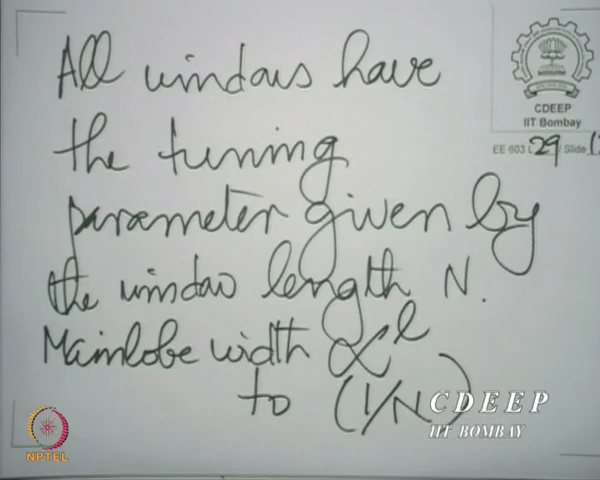 All windows have
CDEEP
IIT Bombay
EE 603 L 29 / Slide
the tuning
parameter given by
the window length N.
Mainlobe width ∝l
to (1/N)
CDEEP
IIT BOMBAY
NPTEL